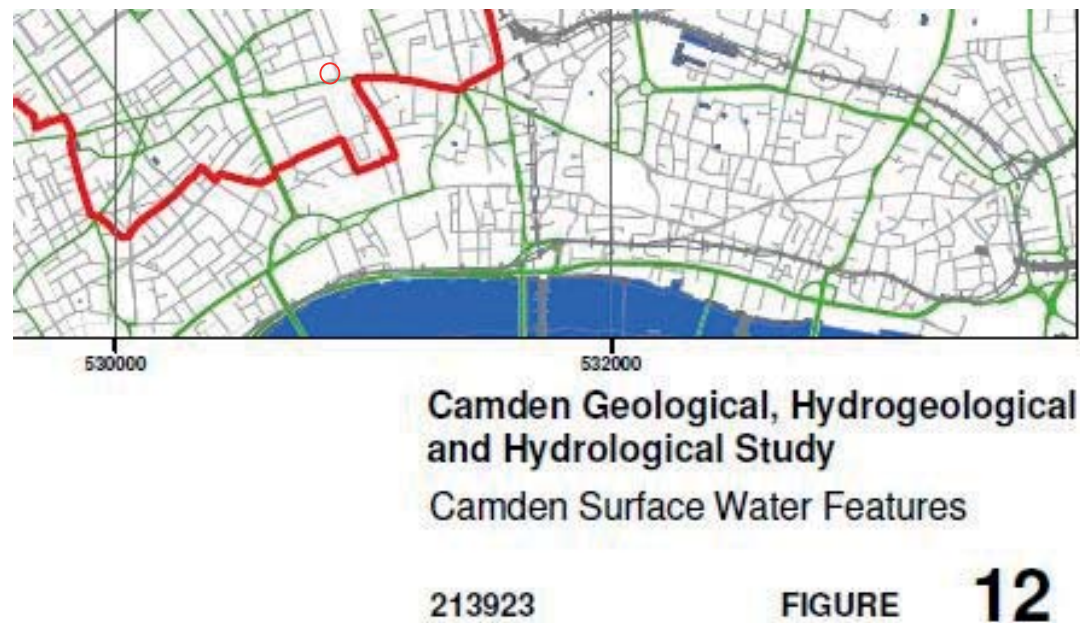 530000 532000
Camden Geological, Hydrogeological
and Hydrological Study
Camden Surface Water Features
213923 FIGURE 12